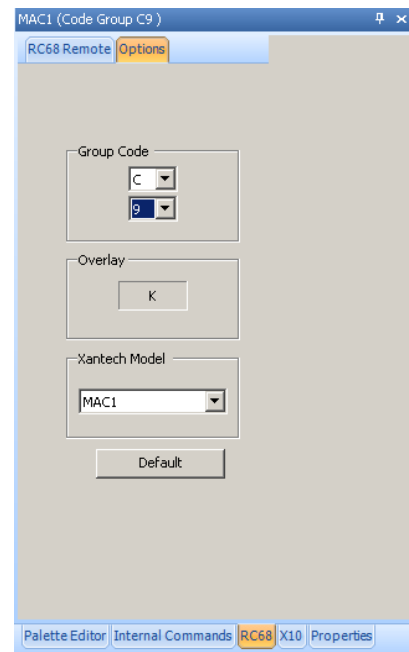 MAC1 (Code Group C9 )
RC68 Remote Options
Group Code
C
9
Overlay
K
Xantech Model
MAC1
Default
Palette Editor Internal Commands RC68 X10 Properties